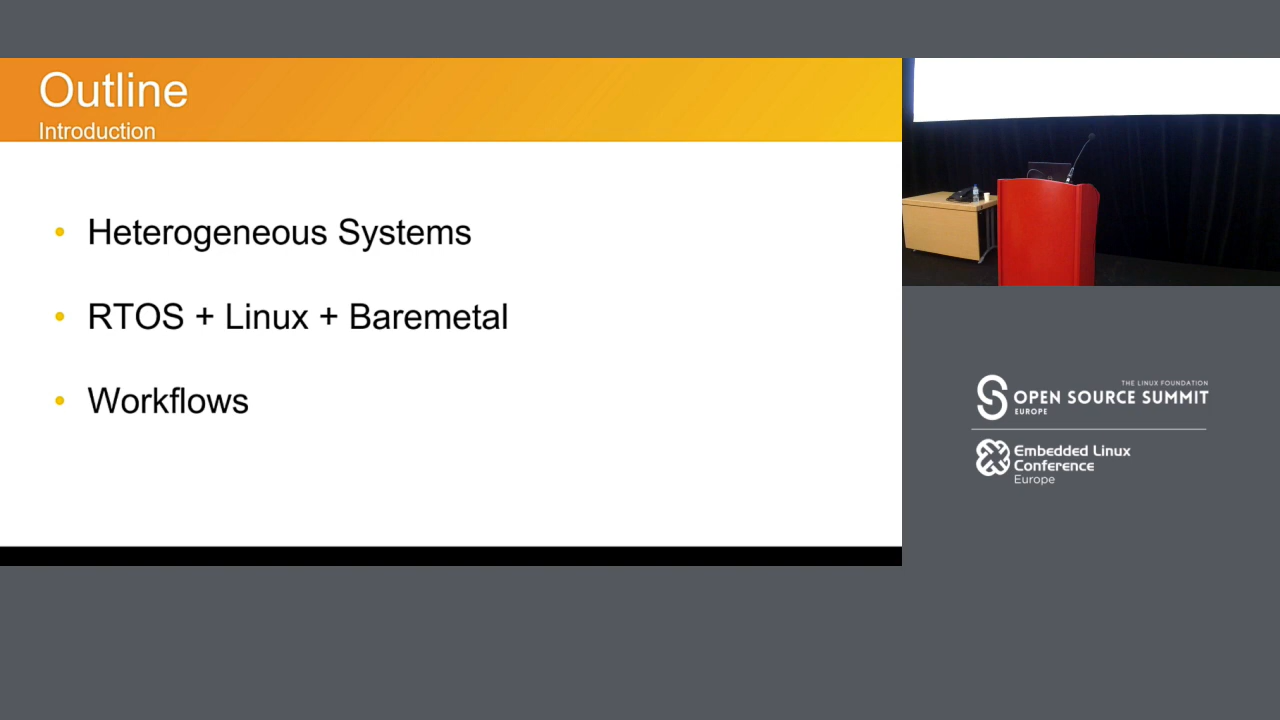 Outline
Introduction
• Heterogeneous Systems
• RTOS + Linux + Baremetal
• Workflows
THE LINUX FOUNDATION
OPEN SOURCE SUMMIT
EUROPE
Embedded Linux
Conference
Europe